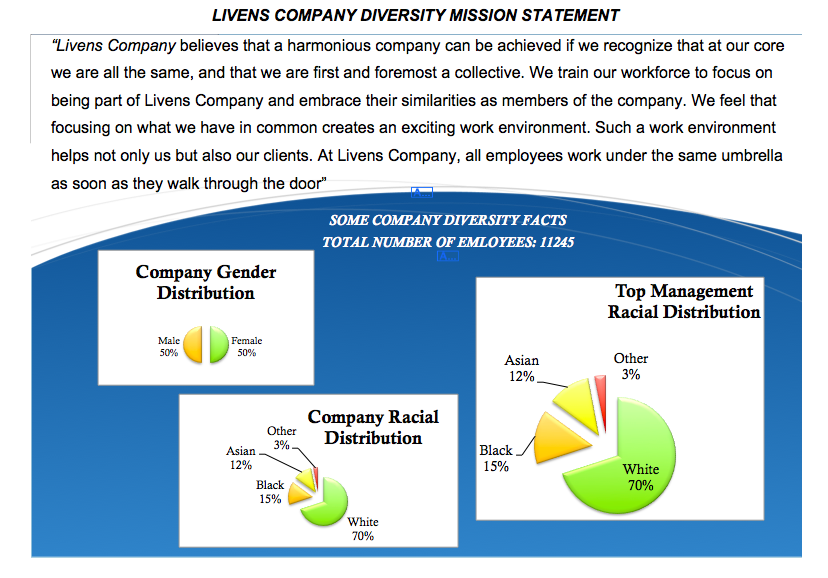 LIVENS COMPANY DIVERSITY MISSION STATEMENT
“Livens Company believes that a harmonious company can be achieved if we recognize that at our core
we are all the same, and that we are first and foremost a collective. We train our workforce to focus on
being part of Livens Company and embrace their similarities as members of the company. We feel that
focusing on what we have in common creates an exciting work environment. Such a work environment
helps not only us but also our clients. At Livens Company, all employees work under the same umbrella
as soon as they walk through the door”
A...
SOME COMPANY DIVERSITY FACTS
TOTAL NUMBER OF EMLOYEES: 11245
A...
Company Gender
Distribution
Male
50%
Female
50%
Top Management
Racial Distribution
Asian
12%
Other
3%
Black
15%
White
70%
Company Racial
Distribution
Other
3%
Asian
12%
Black
15%
White
70%